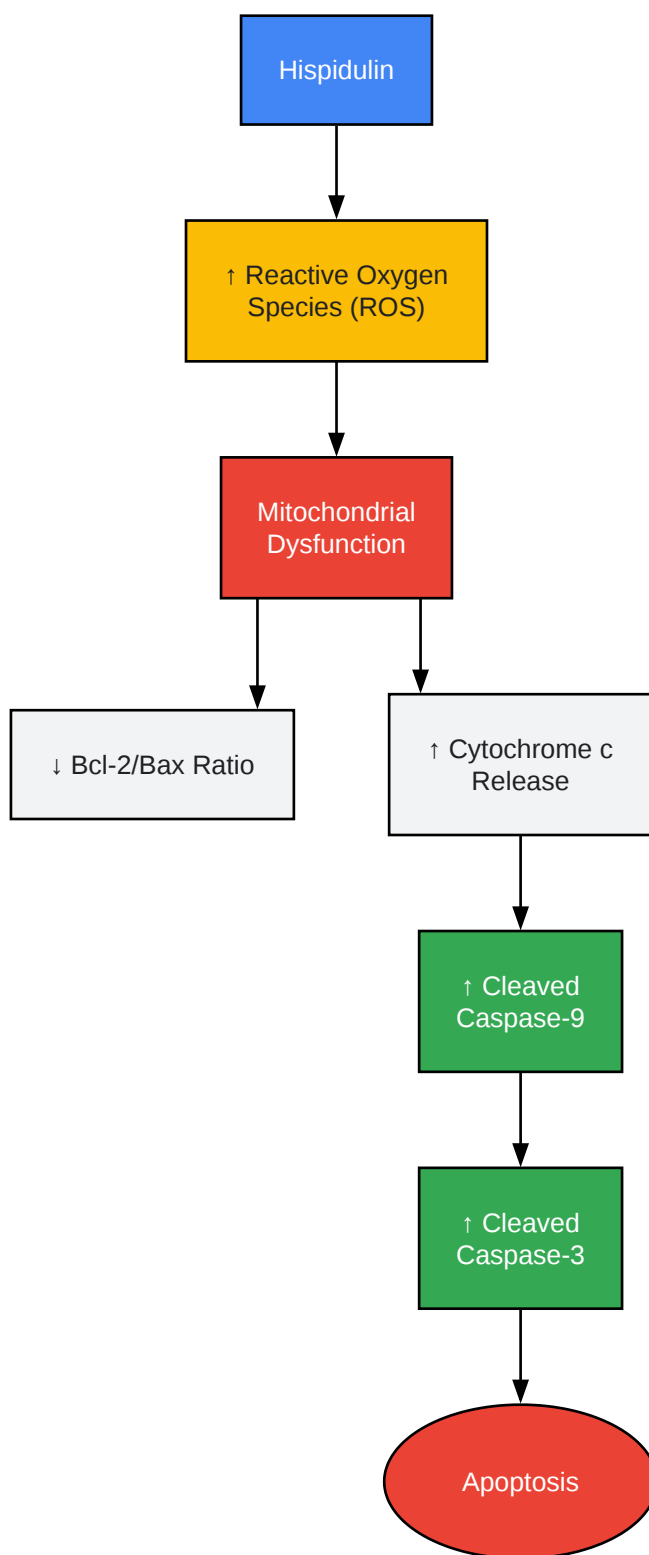 Hispidulin
↑ Reactive Oxygen
Species (ROS)
Mitochondrial
Dysfunction
↓ Bcl-2/Bax Ratio
↑ Cytochrome c
Release
↑ Cleaved
Caspase-9
↑ Cleaved
Caspase-3
Apoptosis